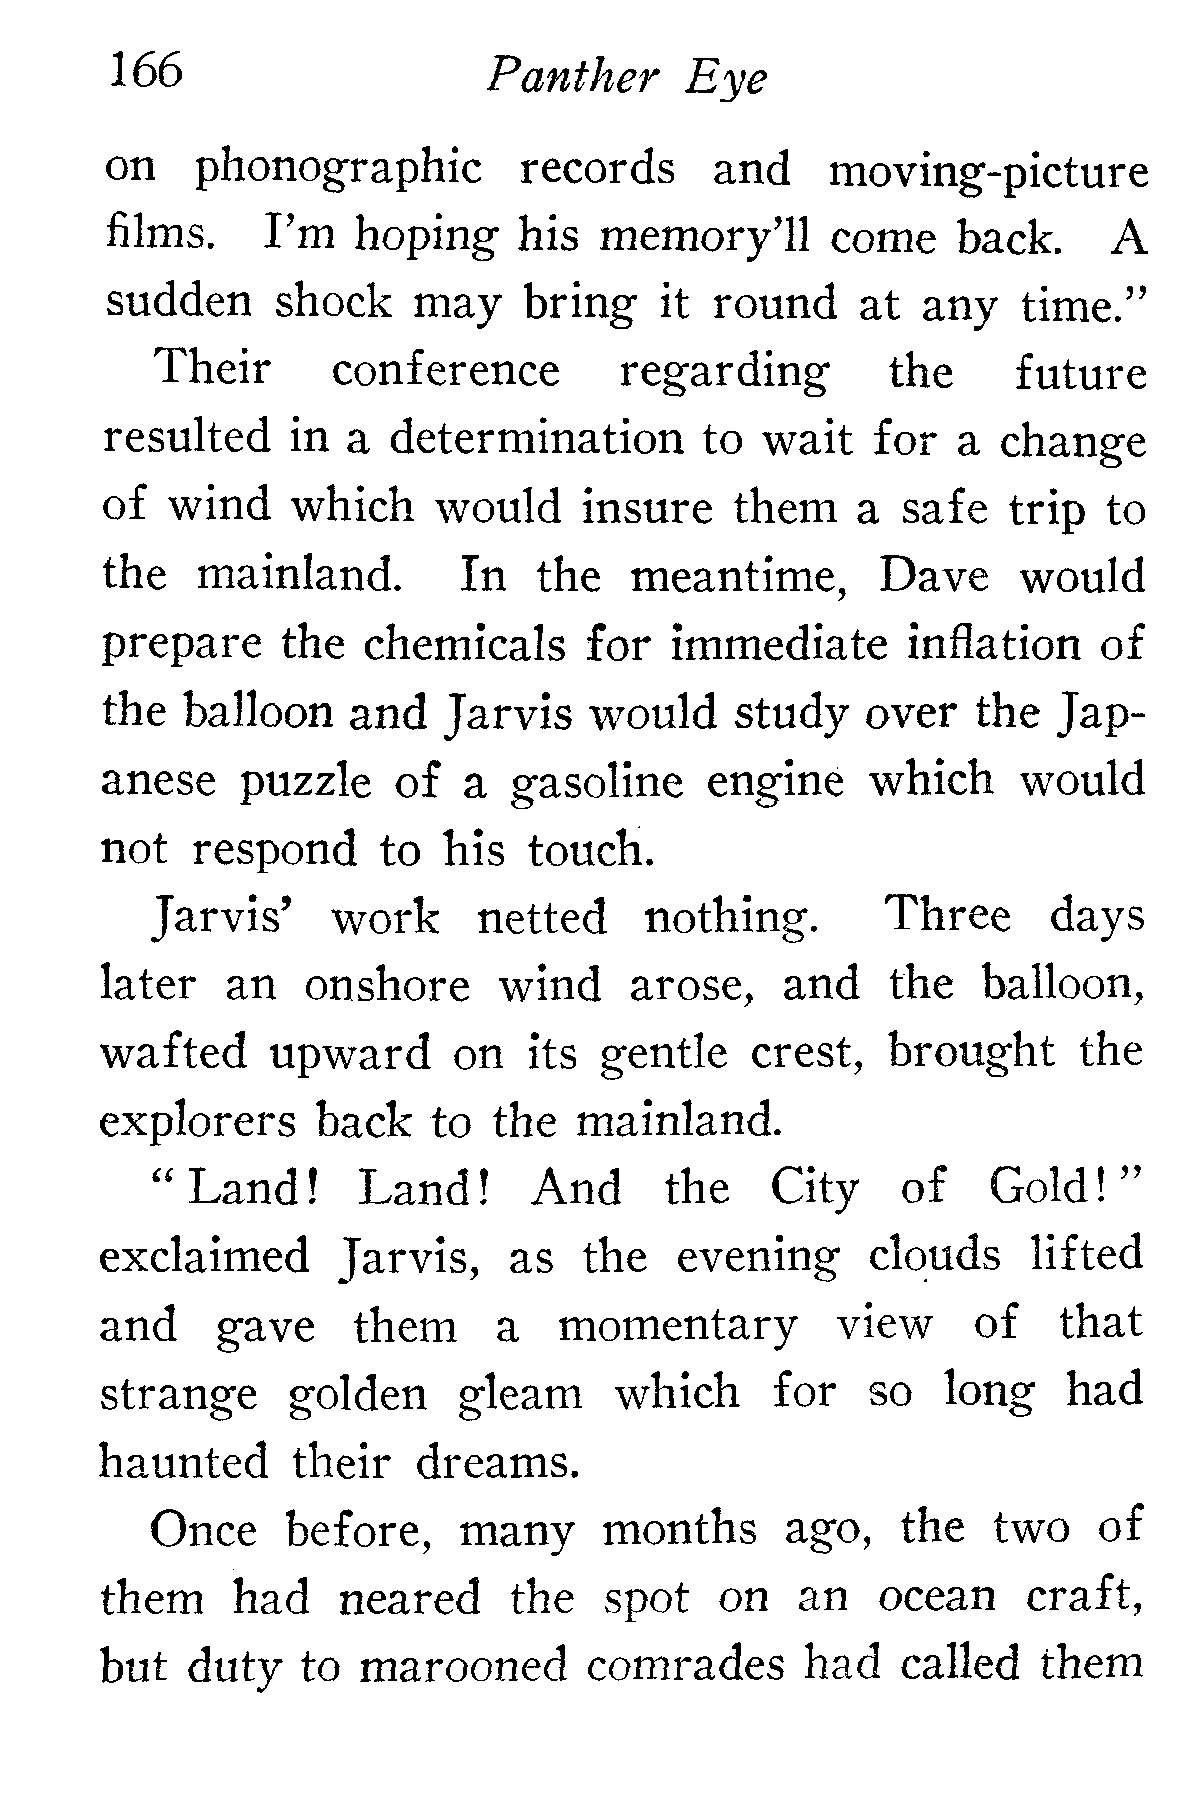 166 Panther Eye
on phonographic records and moving-picture
films. I'm hoping his memory'll come back. A
sudden shock may bring it round at any time."
Their conference regarding the future
resulted in a determination to wait for a change
of wind which would insure them a safe trip to
the mainland. In the meantime, Dave would
prepare the chemicals for immediate inflation of
the balloon and Jarvis would study over the Jap-
anese puzzle of a gasoline engine which would
not respond to his touch.
Jarvis' work netted nothing. Three days
later an onshore wind arose, and the balloon,
wafted upward on its gentle crest, brought the
explorers back to the mainland.
"Land! Land! And the City of Gold!"
exclaimed Jarvis, as the evening clouds lifted
and gave them a momentary view of that
strange golden gleam which for so long had
haunted their dreams.
Once before, many months ago, the two of
them had neared the spot on an ocean craft,
but duty to marooned comrades had called them